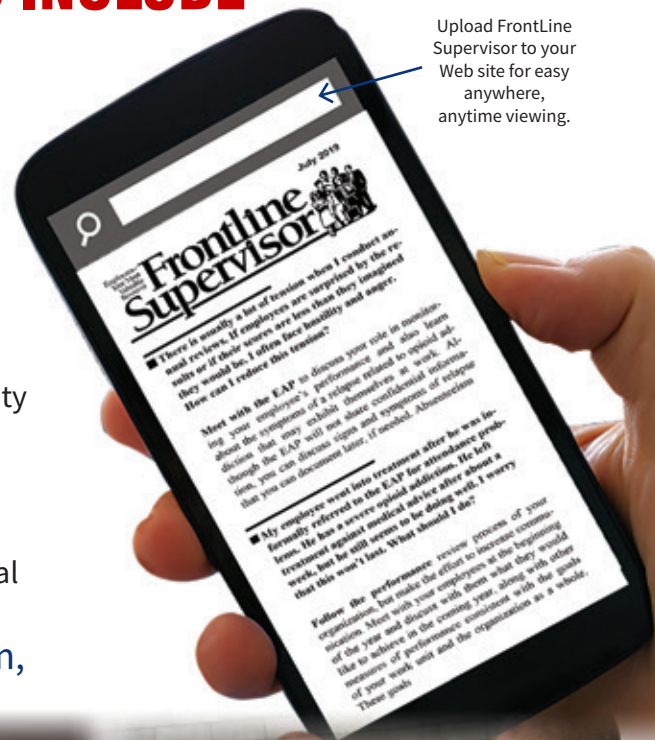 INCLUDE
Upload FrontLine
Supervisor to your
Web site for easy
anywhere,
anytime viewing.
July 2019
Frontline
Supervisor
■ There is usually a lot of tension when I conduct an-
nual reviews. If employees are surprised by the re-
sults or if their scores are less than they imagined
they would be, I often face hostility and anger.
How can I reduce this tension?
Meet with the EAP to discuss your role in monitor-
ing your employee's performance and also learn
about the symptoms of a relapse related to opioid ad-
diction that may exhibit themselves at work. Al-
though the EAP will not share confidential informa-
tion, you can discuss signs and symptoms of relapse
that you can document later, if needed. Absenteeism
■ My employee went into treatment after he was in-
formally referred to the EAP for attendance prob-
lems. He has a severe opioid addiction. He left
treatment against medical advice after about a
week, but he still seems to be doing well. I worry
that this won't last. What should I do?
Follow the performance review process of your
organization, but make the effort to increase commu-
nication. Meet with your employees at the beginning
of the year and discuss with them what they would
like to achieve in the coming year, along with other
measures of performance consistent with the goals
of your work unit and the organization as a whole.
These goals
ty
al
n,